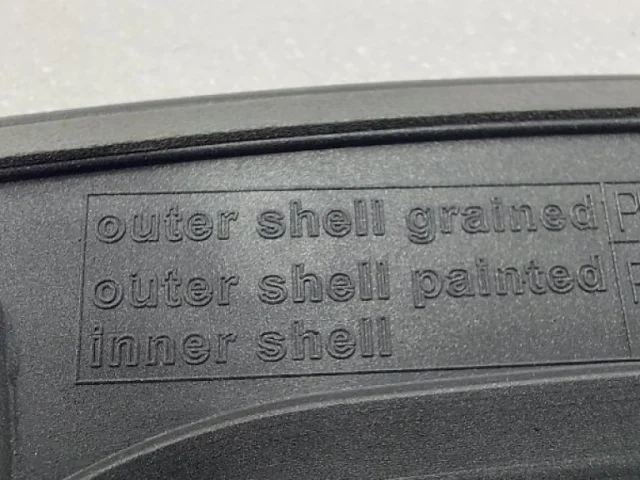 outer shell grained P
outer shell painted
inner shell